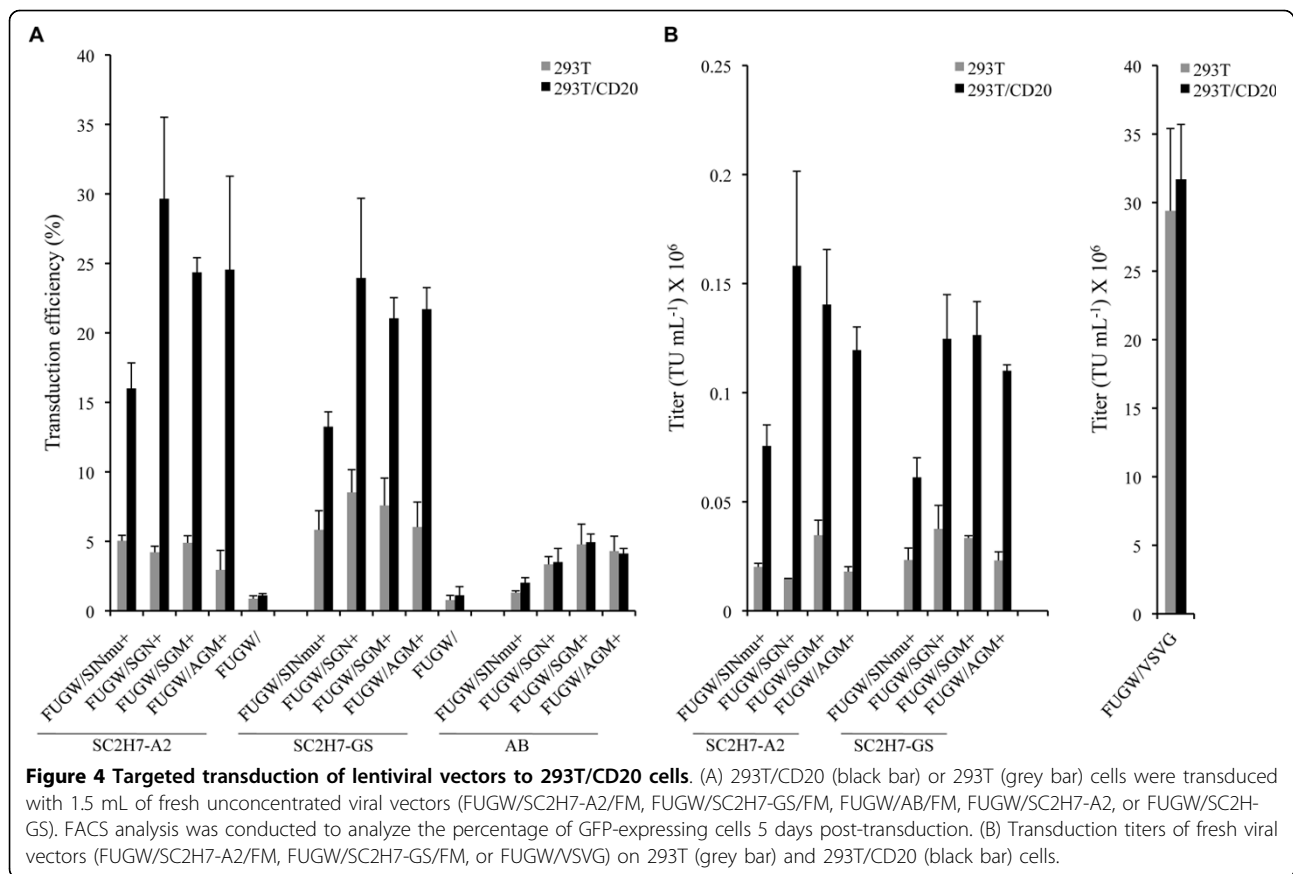 A
B
40
35
30
25
20
15
10
5
0
Transduction efficiency (%)
293T
293T/CD20
FUGW/SINmu+
FUGW/SGN+
FUGW/SGM+
FUGW/AGM+
FUGW/
FUGW/SINmu+
FUGW/SGN+
FUGW/SGM+
FUGW/AGM+
FUGW/
FUGW/SINmu+
FUGW/SGN+
FUGW/SGM+
FUGW/AGM+
SC2H7-A2
SC2H7-GS
AB
0.25
0.2
0.15
0.1
0.05
0
Titer (TU mL-1) X 106
293T
293T/CD20
FUGW/SINmu+
FUGW/SGN+
FUGW/SGM+
FUGW/AGM+
FUGW/SINmu+
FUGW/SGN+
FUGW/SGM+
FUGW/AGM+
SC2H7-A2
SC2H7-GS
40
35
30
25
20
15
10
5
0
Titer (TU mL-1) X 106
293T
293T/CD20
FUGW/VSVG
Figure 4 Targeted transduction of lentiviral vectors to 293T/CD20 cells. (A) 293T/CD20 (black bar) or 293T (grey bar) cells were transduced
with 1.5 mL of fresh unconcentrated viral vectors (FUGW/SC2H7-A2/FM, FUGW/SC2H7-GS/FM, FUGW/AB/FM, FUGW/SC2H7-A2, or FUGW/SC2H-
GS). FACS analysis was conducted to analyze the percentage of GFP-expressing cells 5 days post-transduction. (B) Transduction titers of fresh viral
vectors (FUGW/SC2H7-A2/FM, FUGW/SC2H7-GS/FM, or FUGW/VSVG) on 293T (grey bar) and 293T/CD20 (black bar) cells.